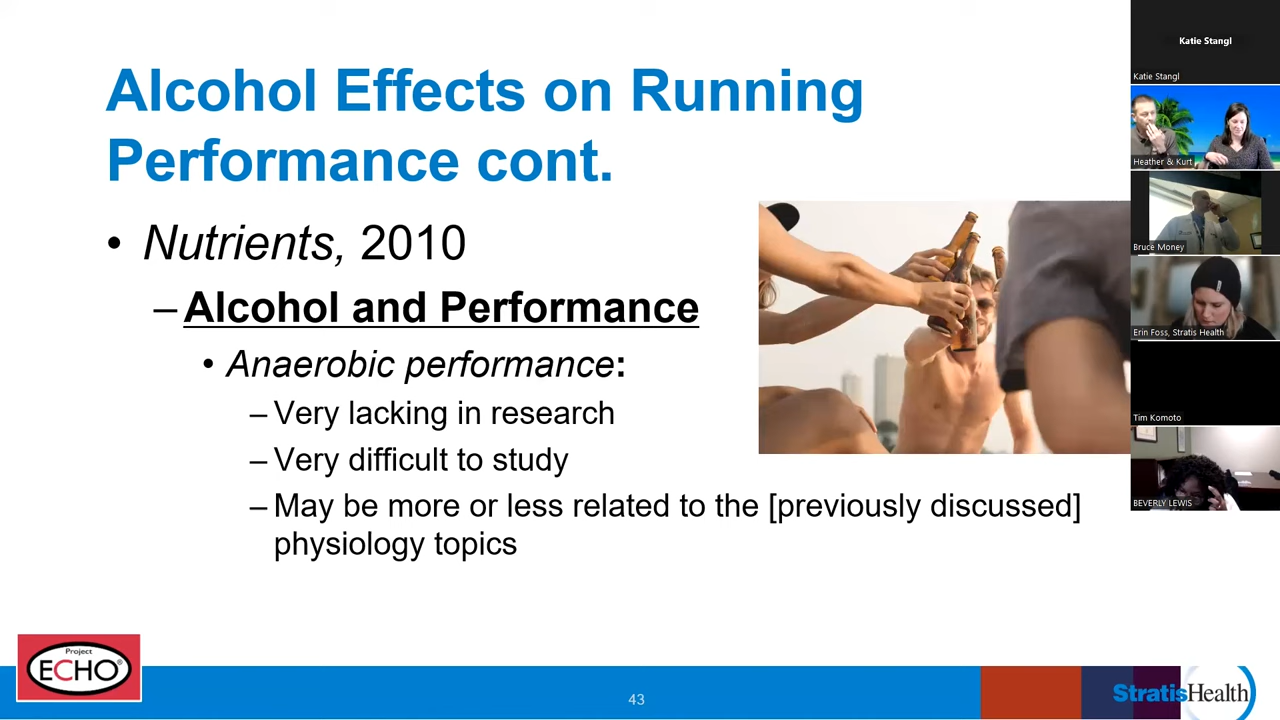 Alcohol Effects on Running
Performance cont.
• Nutrients, 2010
– Alcohol and Performance
• Anaerobic performance:
– Very lacking in research
– Very difficult to study
– May be more or less related to the [previously discussed]
physiology topics
Project
ECHO®
43
StratisHealth
Katie Stangl
Katie Stangl
Heather & Kurt
Bruce Money
Erin Foss, Stratis Health
Tim Komoto
BEVERLY LEWIS